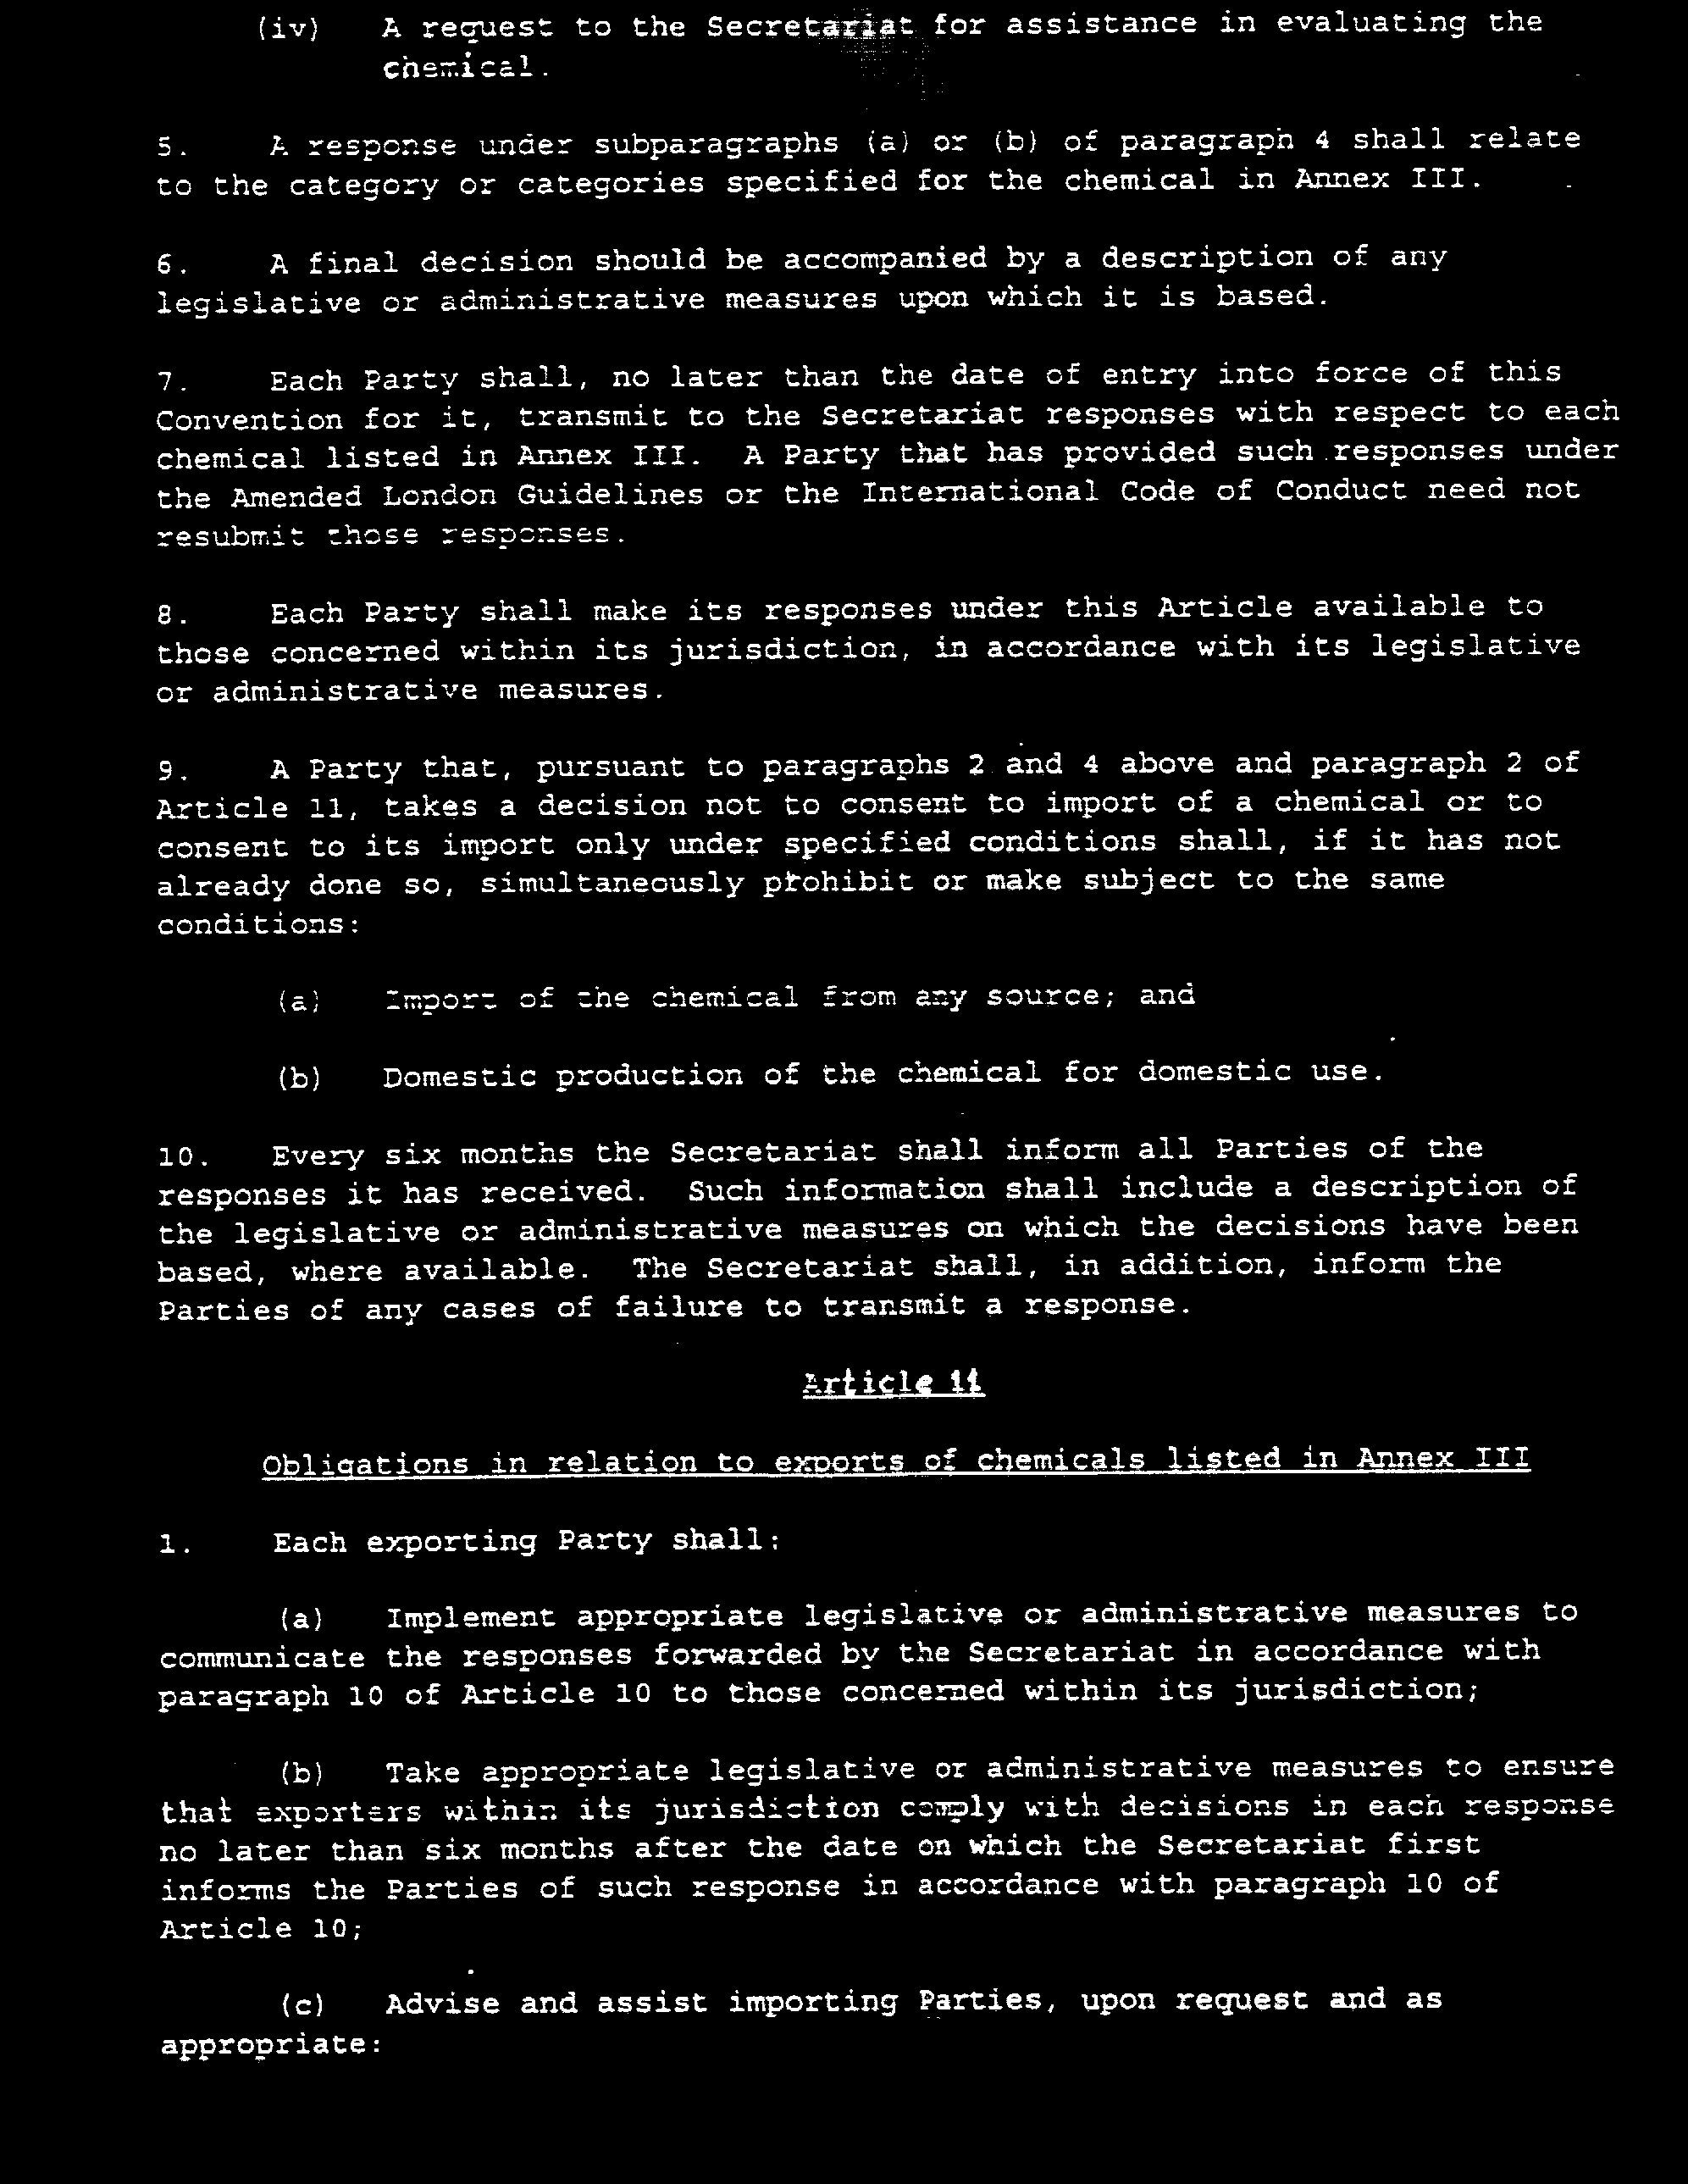 (iv) A request to the Secretariat for assistance in evaluating the
chemical.
5. A response under subparagraphs (a) or (b) of paragraph 4 shall relate
to the category or categories specified for the chemical in Annex III.
6. A final decision should be accompanied by a description of any
legislative or administrative measures upon which it is based.
7. Each Party shall, no later than the date of entry into force of this
Convention for it, transmit to the Secretariat responses with respect to each
chemical listed in Annex III. A Party that has provided such responses under
the Amended London Guidelines or the International Code of Conduct need not
resubmit those responses.
8. Each Party shall make its responses under this Article available to
those concerned within its jurisdiction, in accordance with its legislative
or administrative measures.
9. A Party that, pursuant to paragraphs 2 and 4 above and paragraph 2 of
Article 11, takes a decision not to consent to import of a chemical or to
consent to its import only under specified conditions shall, if it has not
already done so, simultaneously prohibit or make subject to the same
conditions:
(a) Import of the chemical from any source; and
(b) Domestic production of the chemical for domestic use.
10. Every six months the Secretariat shall inform all Parties of the
responses it has received. Such information shall include a description of
the legislative or administrative measures on which the decisions have been
based, where available. The Secretariat shall, in addition, inform the
Parties of any cases of failure to transmit a response.
Article 11
Obligations in relation to exports of chemicals listed in Annex III
1. Each exporting Party shall:
(a) Implement appropriate legislative or administrative measures to
communicate the responses forwarded by the Secretariat in accordance with
paragraph 10 of Article 10 to those concerned within its jurisdiction;
(b) Take appropriate legislative or administrative measures to ensure
that exporters within its jurisdiction comply with decisions in each response
no later than six months after the date on which the Secretariat first
informs the Parties of such response in accordance with paragraph 10 of
Article 10;
(c) Advise and assist importing Parties, upon request and as
appropriate: